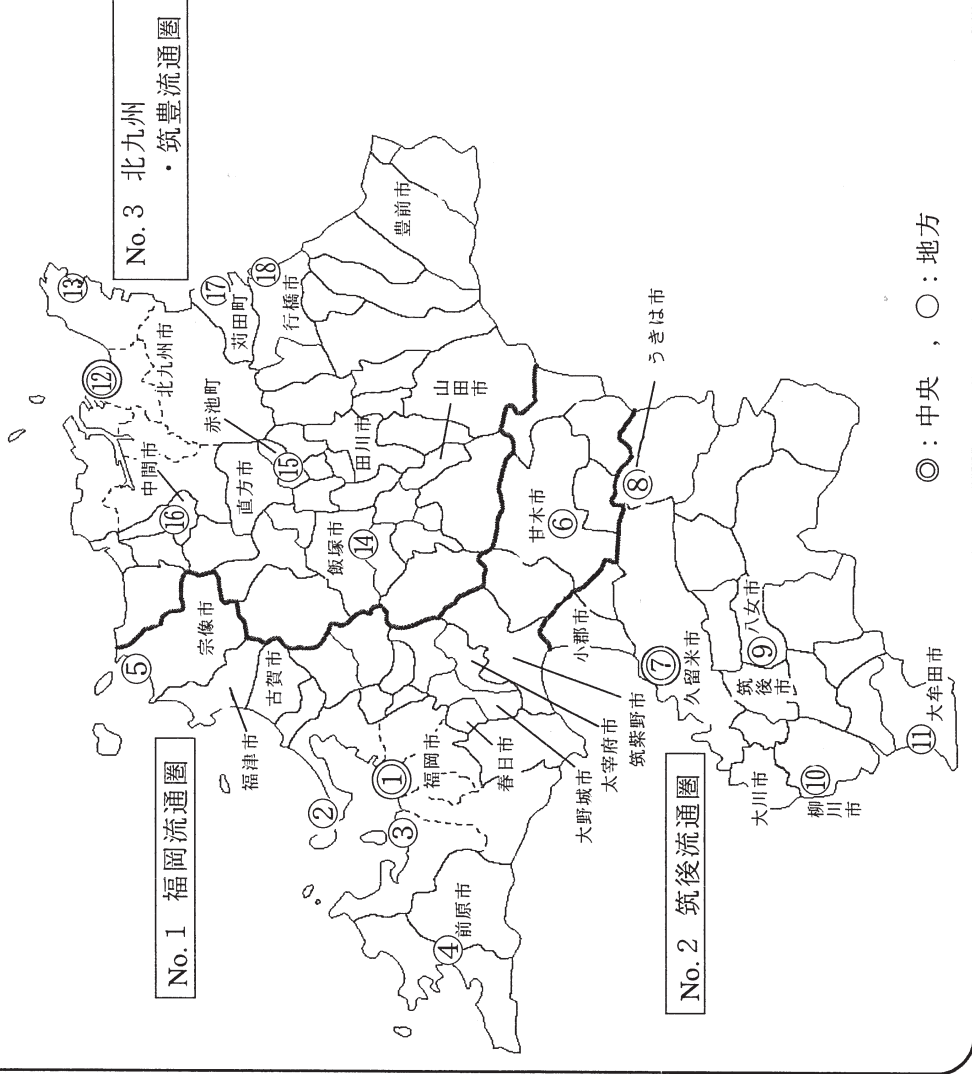 No. 3 北九州
・筑豊流通圏
⑬
⑫
北九州市
⑰
苅田町
⑱
行橋市
豊前市
中間市
⑯
赤池町
直方市
⑮
田川市
山田市
飯塚市
⑭
No. 1 福岡流通圏
⑤
宗像市
福津市
古賀市
②
①
福岡市
③
春日市
大野城市
太宰府市
筑紫野市
前原市
④
甘木市
⑥
小郡市
No. 2 筑後流通圏
うきは市
⑧
⑦
久留米市
⑨
八女市
筑後市
大川市
⑩
柳川市
⑪
大牟田市
◎：中央 ，○：地方